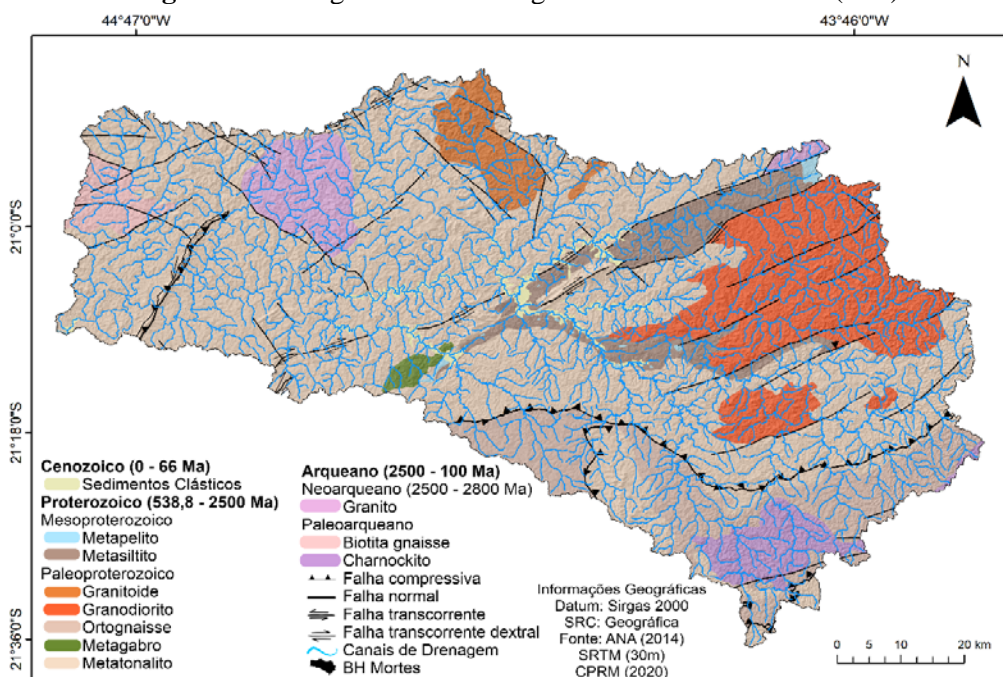 44°47'0"W
43°46'0"W
N
21°0'0"S
21°18'0"S
21°36'0"S
Cenozoico (0 - 66 Ma)
Sedimentos Clásticos
Proterozoico (538,8 - 2500 Ma)
Mesoproterozoico
Metapelito
Metasiltito
Paleoproterozoico
Granitoide
Granodiorito
Ortognaisse
Metagabro
Metatonalito
Arqueano (2500 - 100 Ma)
Neoarqueano (2500 - 2800 Ma)
Granito
Paleoarqueano
Biotita gnaisse
Charnockito
Falha compressiva
Falha normal
Falha transcorrente
Falha transcorrente dextral
Canais de Drenagem
BH Mortes
Informações Geográficas
Datum: Sirgas 2000
SRC: Geográfica
Fonte: ANA (2014)
SRTM (30m)
CPRM (2020)
0 5 10 20 km